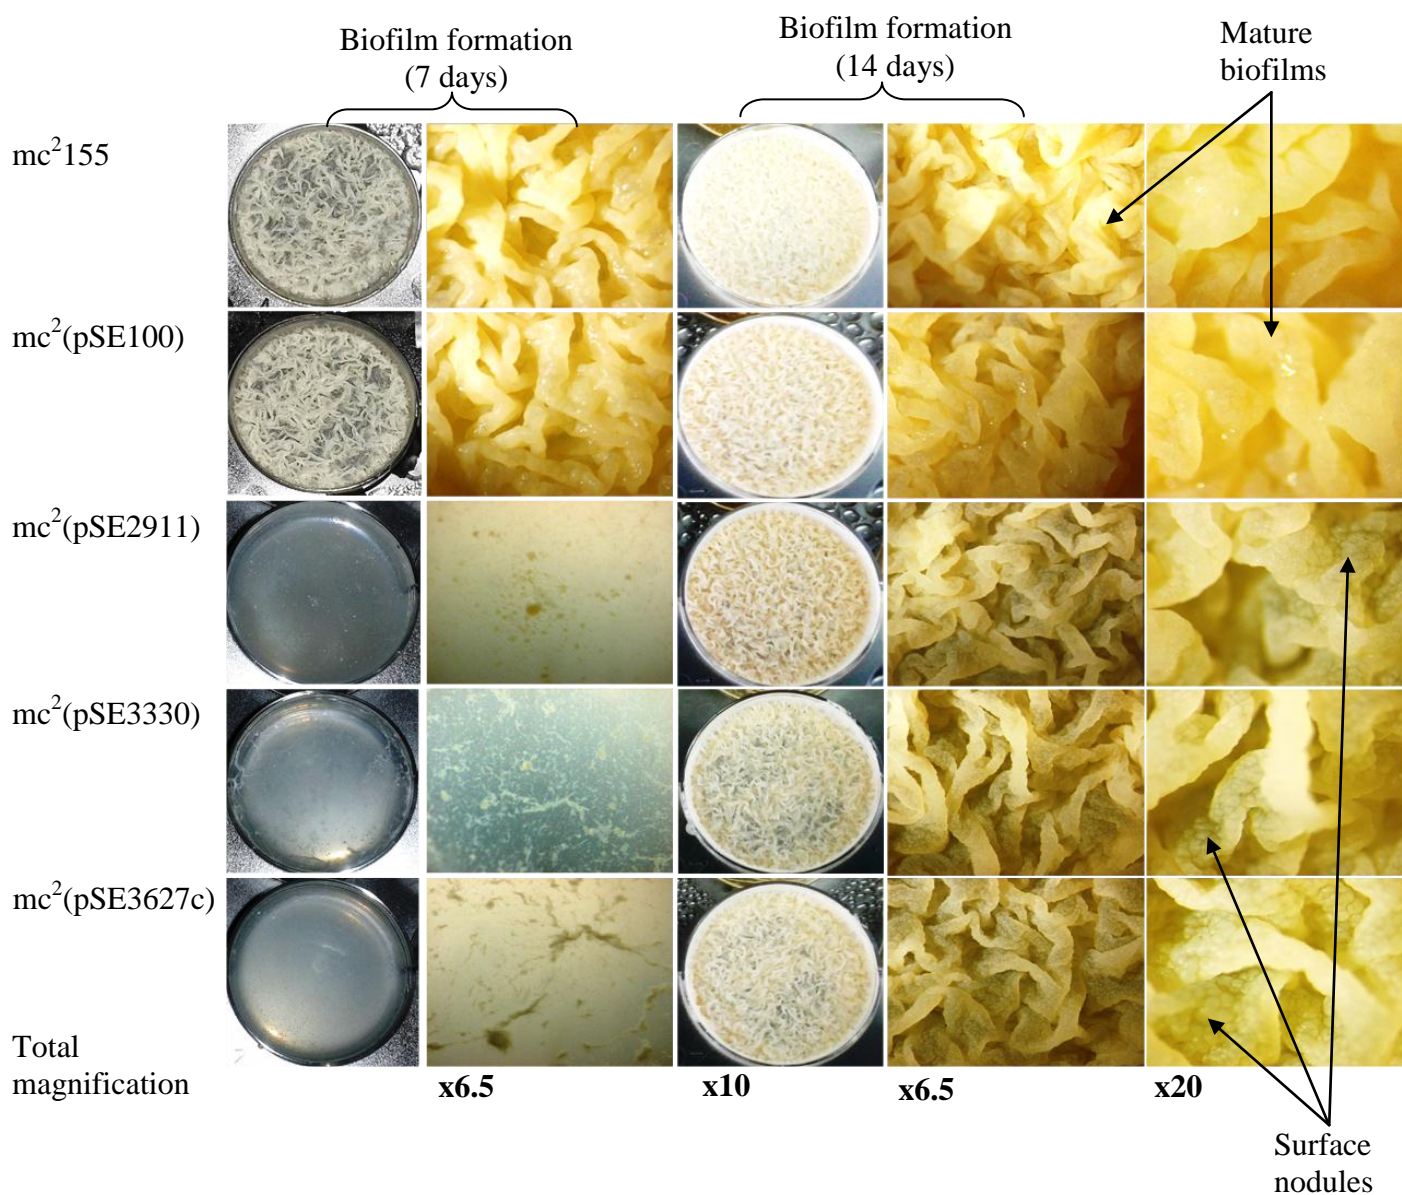 Biofilm formation
(7 days)
Biofilm formation
(14 days)
Mature
biofilms
mc²155
mc²(pSE100)
mc²(pSE2911)
mc²(pSE3330)
mc²(pSE3627c)
Total
magnification
x6.5
x10
x6.5
x20
Surface
nodules